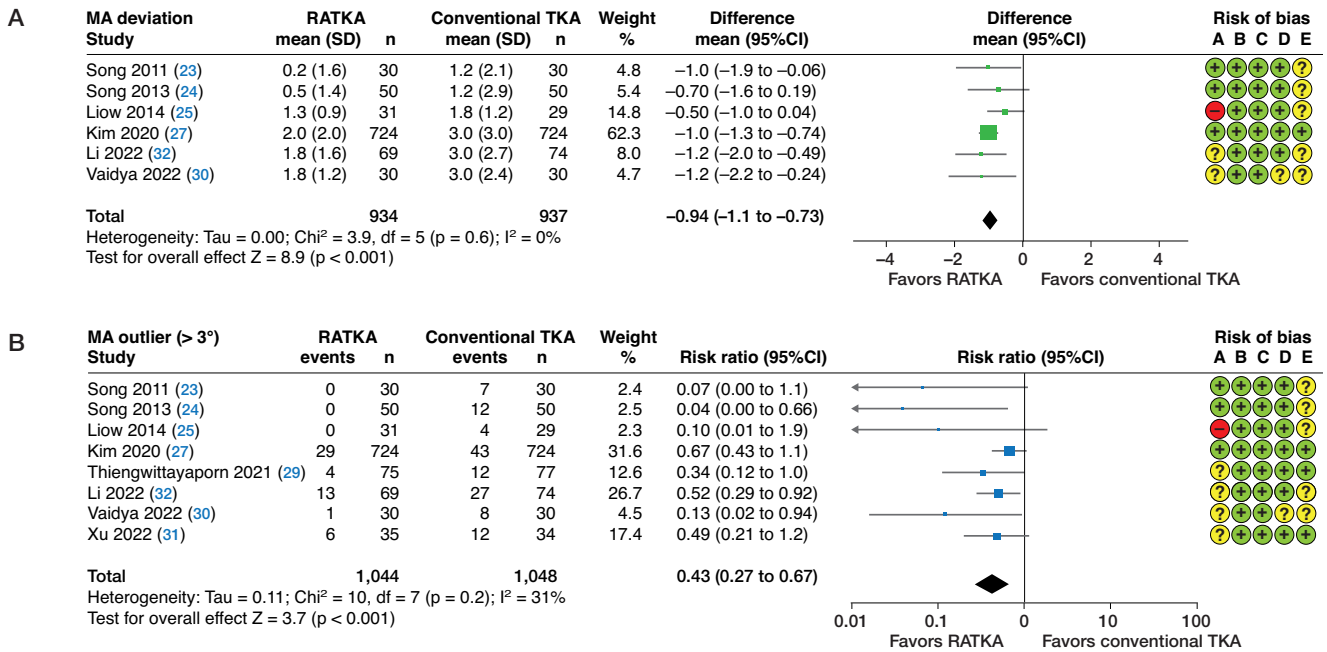 A
MA deviation RATKA Conventional TKA Weight Difference Difference Risk of bias
Study mean (SD) n mean (SD) n % mean (95%CI) mean (95%CI) A B C D E
Song 2011 (23) 0.2 (1.6) 30 1.2 (2.1) 30 4.8 –1.0 (–1.9 to –0.06) + + + + ?
Song 2013 (24) 0.5 (1.4) 50 1.2 (2.9) 50 5.4 –0.70 (–1.6 to 0.19) + + + + ?
Liow 2014 (25) 1.3 (0.9) 31 1.8 (1.2) 29 14.8 –0.50 (–1.0 to 0.04) – + + + ?
Kim 2020 (27) 2.0 (2.0) 724 3.0 (3.0) 724 62.3 –1.0 (–1.3 to –0.74) + + + + +
Li 2022 (32) 1.8 (1.6) 69 3.0 (2.7) 74 8.0 –1.2 (–2.0 to –0.49) ? + + + ?
Vaidya 2022 (30) 1.8 (1.2) 30 3.0 (2.4) 30 4.7 –1.2 (–2.2 to –0.24) ? + + ? ?
Total 934 937 –0.94 (–1.1 to –0.73)
Heterogeneity: Tau = 0.00; Chi² = 3.9, df = 5 (p = 0.6); I² = 0%
Test for overall effect Z = 8.9 (p < 0.001)
–4 –2 0 2 4
Favors RATKA Favors conventional TKA
B
MA outlier (> 3°) RATKA Conventional TKA Weight Risk of bias
Study events n events n % Risk ratio (95%CI) Risk ratio (95%CI) A B C D E
Song 2011 (23) 0 30 7 30 2.4 0.07 (0.00 to 1.1) + + + + ?
Song 2013 (24) 0 50 12 50 2.5 0.04 (0.00 to 0.66) + + + + ?
Liow 2014 (25) 0 31 4 29 2.3 0.10 (0.01 to 1.9) – + + + ?
Kim 2020 (27) 29 724 43 724 31.6 0.67 (0.43 to 1.1) + + + + +
Thiengwittayaporn 2021 (29) 4 75 12 77 12.6 0.34 (0.12 to 1.0) ? + + + +
Li 2022 (32) 13 69 27 74 26.7 0.52 (0.29 to 0.92) ? + + + ?
Vaidya 2022 (30) 1 30 8 30 4.5 0.13 (0.02 to 0.94) ? + + ? ?
Xu 2022 (31) 6 35 12 34 17.4 0.49 (0.21 to 1.2) ? + + + +
Total 1,044 1,048 0.43 (0.27 to 0.67)
Heterogeneity: Tau = 0.11; Chi² = 10, df = 7 (p = 0.2); I² = 31%
Test for overall effect Z = 3.7 (p < 0.001)
0.01 0.1 0 10 100
Favors RATKA Favors conventional TKA